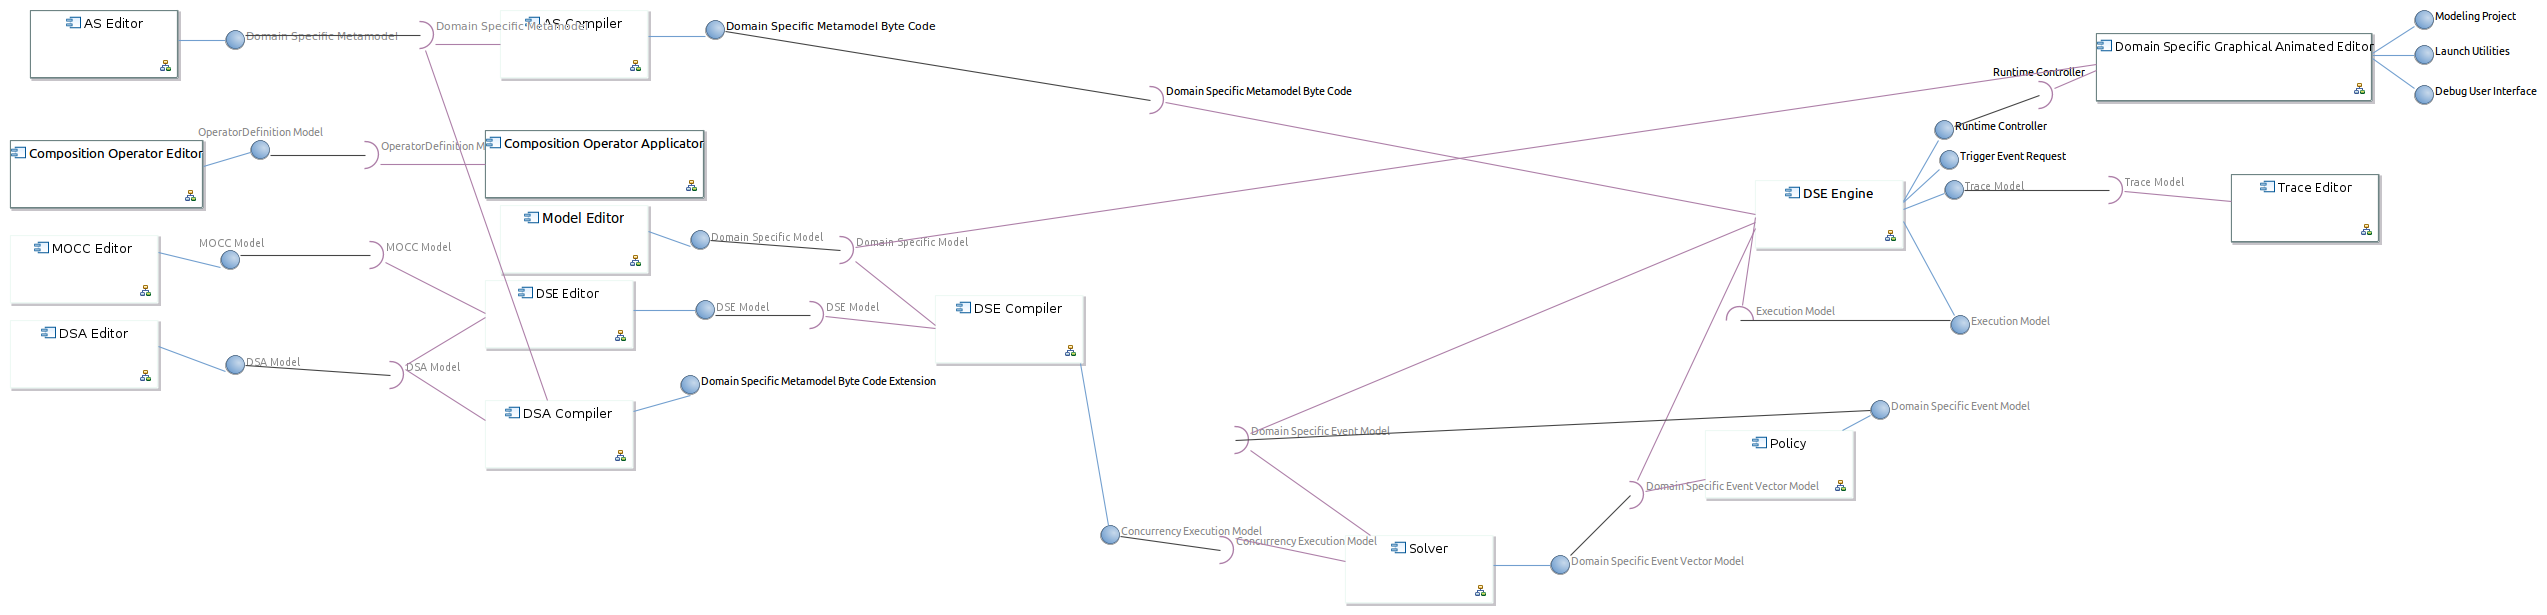 AS Editor
Domain Specific Metamodel
Domain Specific Metamodel
AS Compiler
Domain Specific Metamodel Byte Code
Domain Specific Metamodel Byte Code
Runtime Controller
Domain Specific Graphical Animated Editor
Modeling Project
Launch Utilities
Debug User Interface
Composition Operator Editor
OperatorDefinition Model
OperatorDefinition M
Composition Operator Applicator
Runtime Controller
Trigger Event Request
Trace Model
Trace Model
DSE Engine
Trace Editor
Model Editor
Domain Specific Model
Domain Specific Model
MOCC Editor
MOCC Model
MOCC Model
DSE Editor
DSE Model
DSE Model
DSE Compiler
Execution Model
Execution Model
DSA Editor
DSA Model
DSA Model
DSA Compiler
Domain Specific Metamodel Byte Code Extension
Domain Specific Event Model
Domain Specific Event Model
Policy
Domain Specific Event Vector Model
Concurrency Execution Model
Concurrency Execution Model
Solver
Domain Specific Event Vector Model